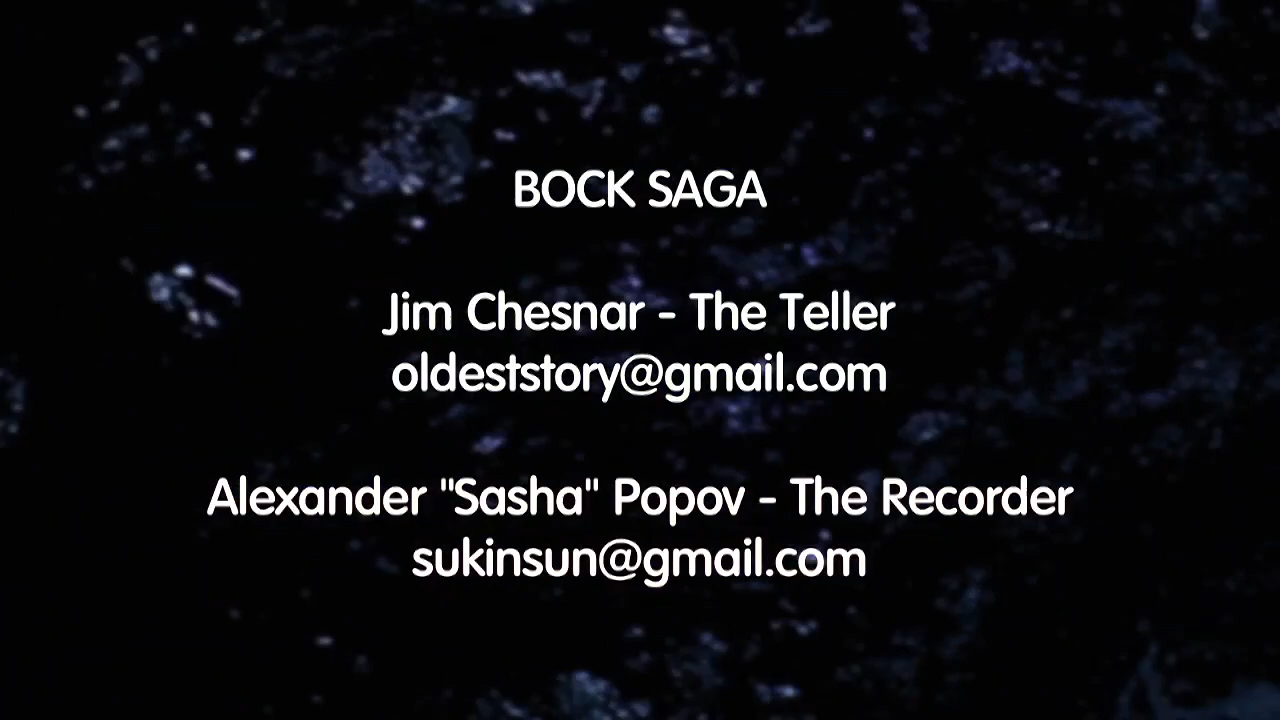 BOCK SAGA
Jim Chesnar - The Teller
oldeststory@gmail.com
Alexander "Sasha" Popov - The Recorder
sukinsun@gmail.com